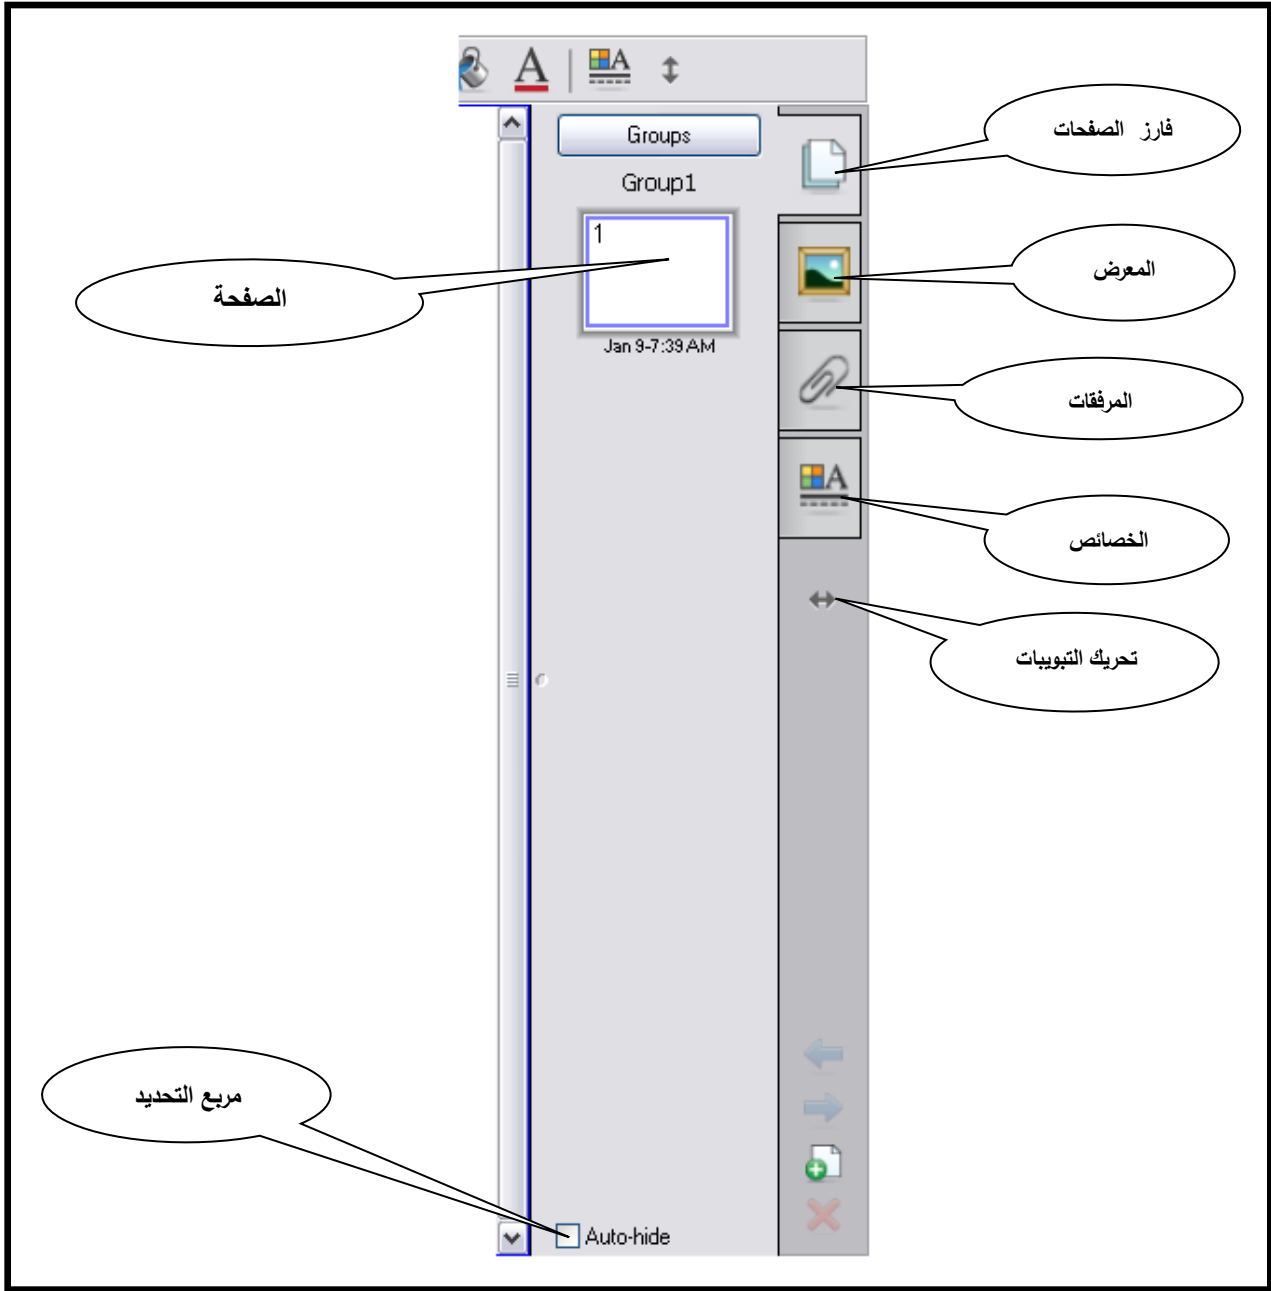 Groups
فارز الصفحات
Group1
1
المعرض
الصفحة
Jan 9-7:39 AM
المرفقات
الخصائص
تحريك التبويبات
مربع التحديد
Auto-hide